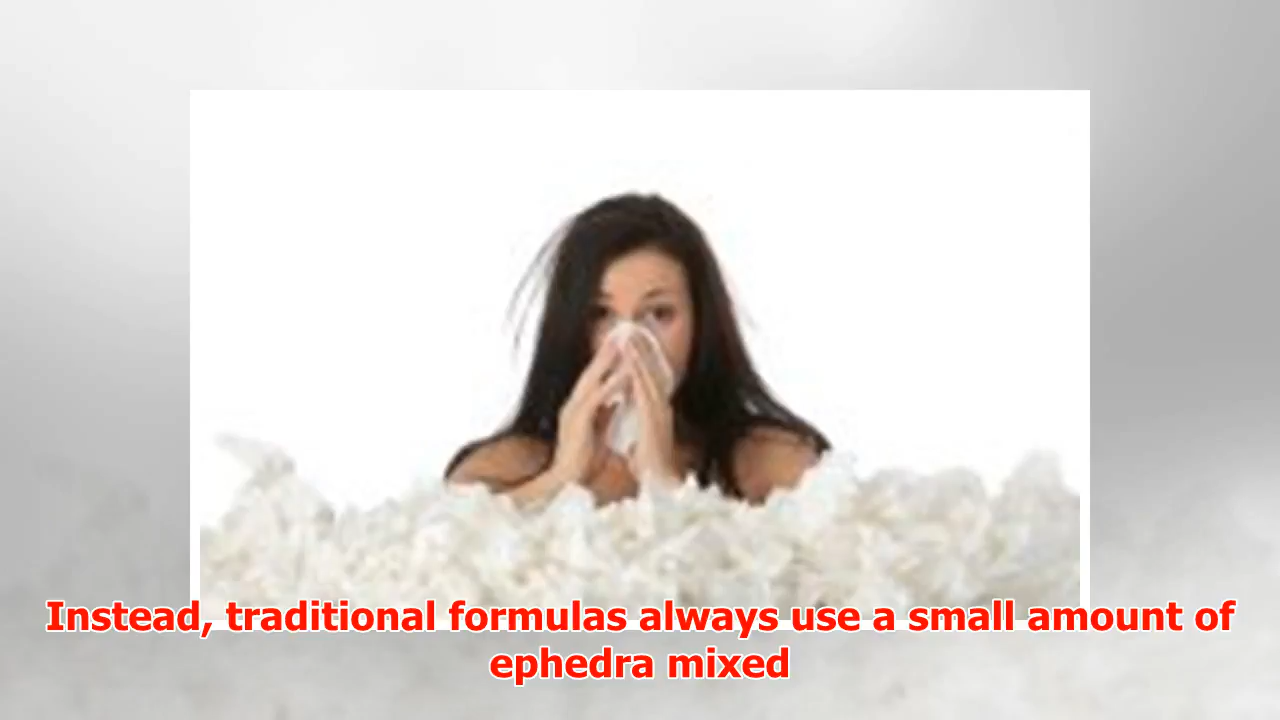 Instead, traditional formulas always use a small amount of
ephedra mixed